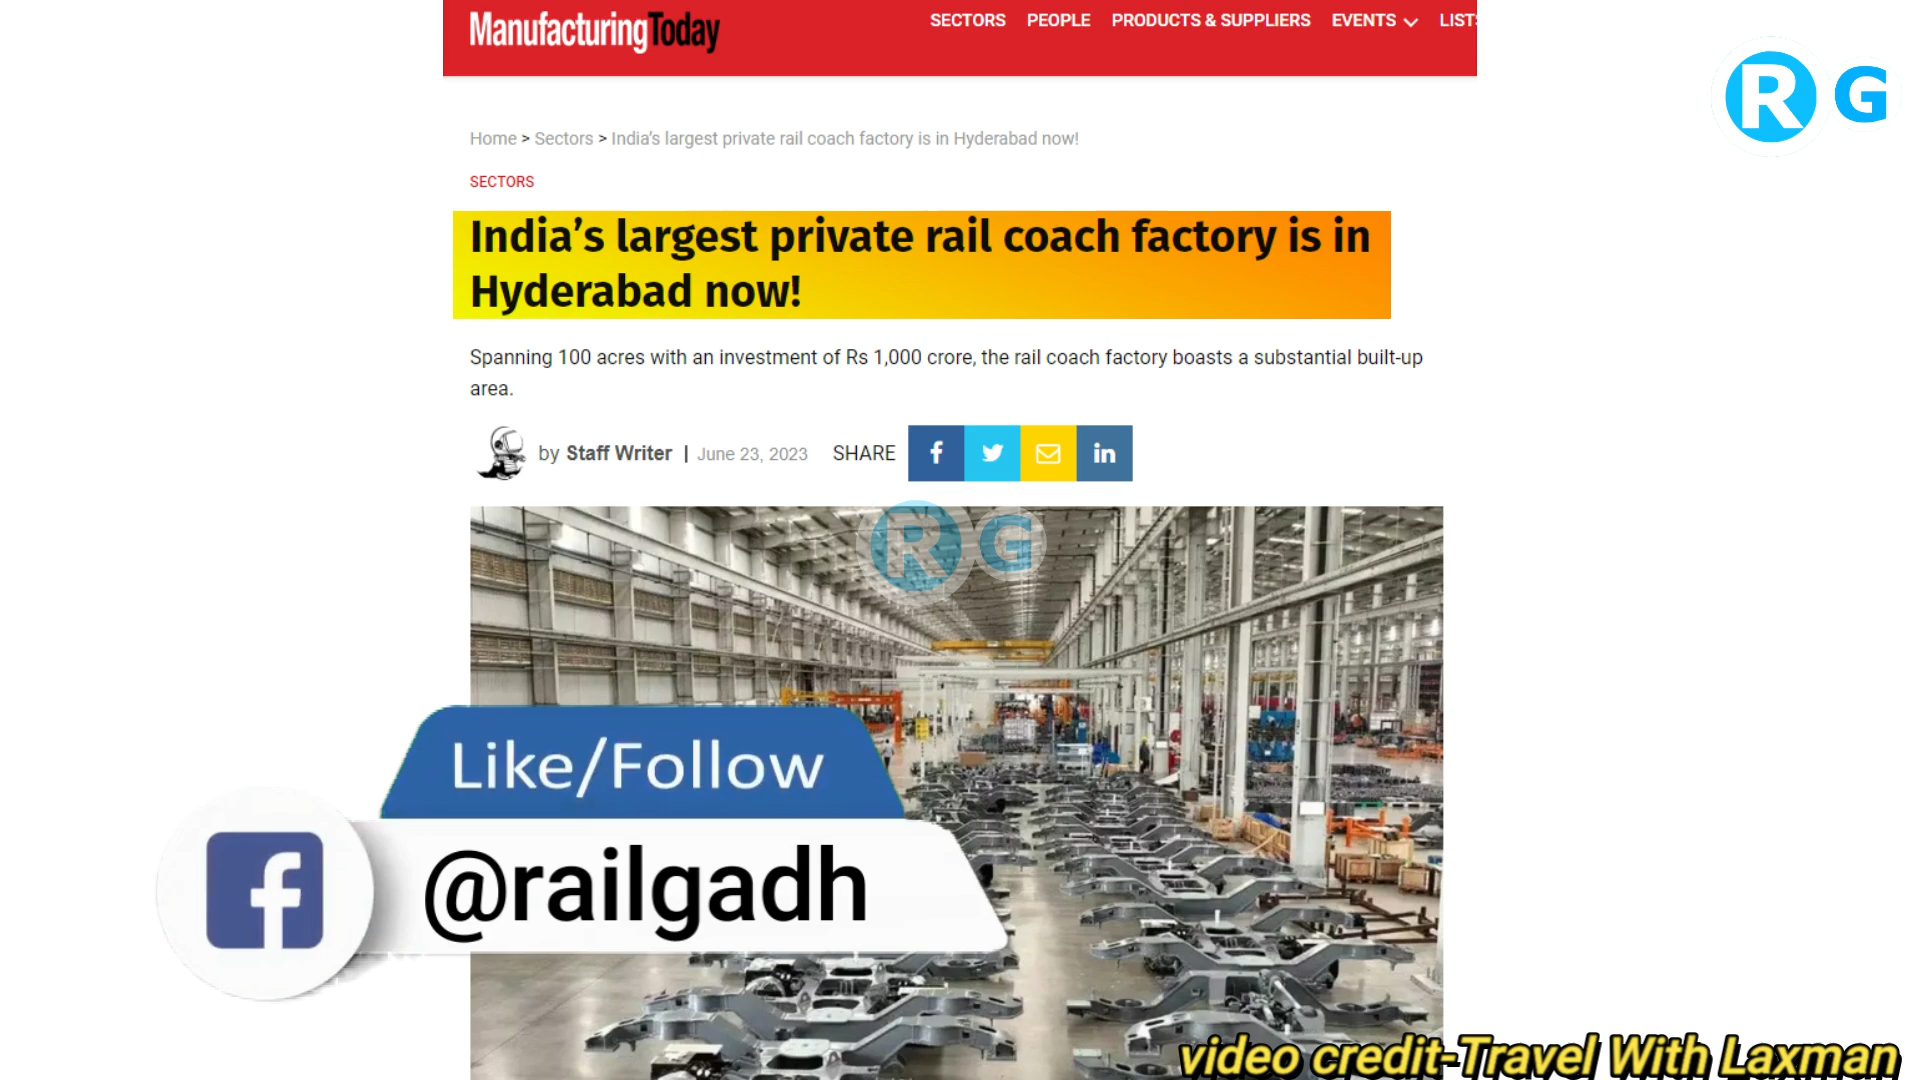 ManufacturingToday
SECTORS PEOPLE PRODUCTS & SUPPLIERS EVENTS LISTS
R G
Home > Sectors > India’s largest private rail coach factory is in Hyderabad now!
SECTORS
India’s largest private rail coach factory is in
Hyderabad now!
Spanning 100 acres with an investment of Rs 1,000 crore, the rail coach factory boasts a substantial built-up
area.
by Staff Writer | June 23, 2023 SHARE
R G
Like/Follow
@railgadh
video credit-Travel With Laxman